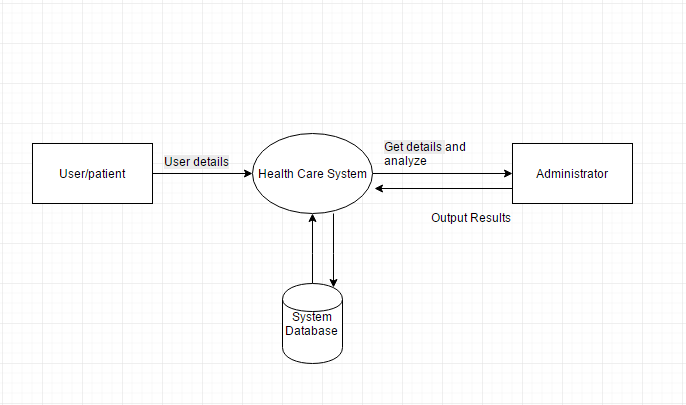 User/patient
User details
Health Care System
Get details and
analyze
Administrator
Output Results
System
Database